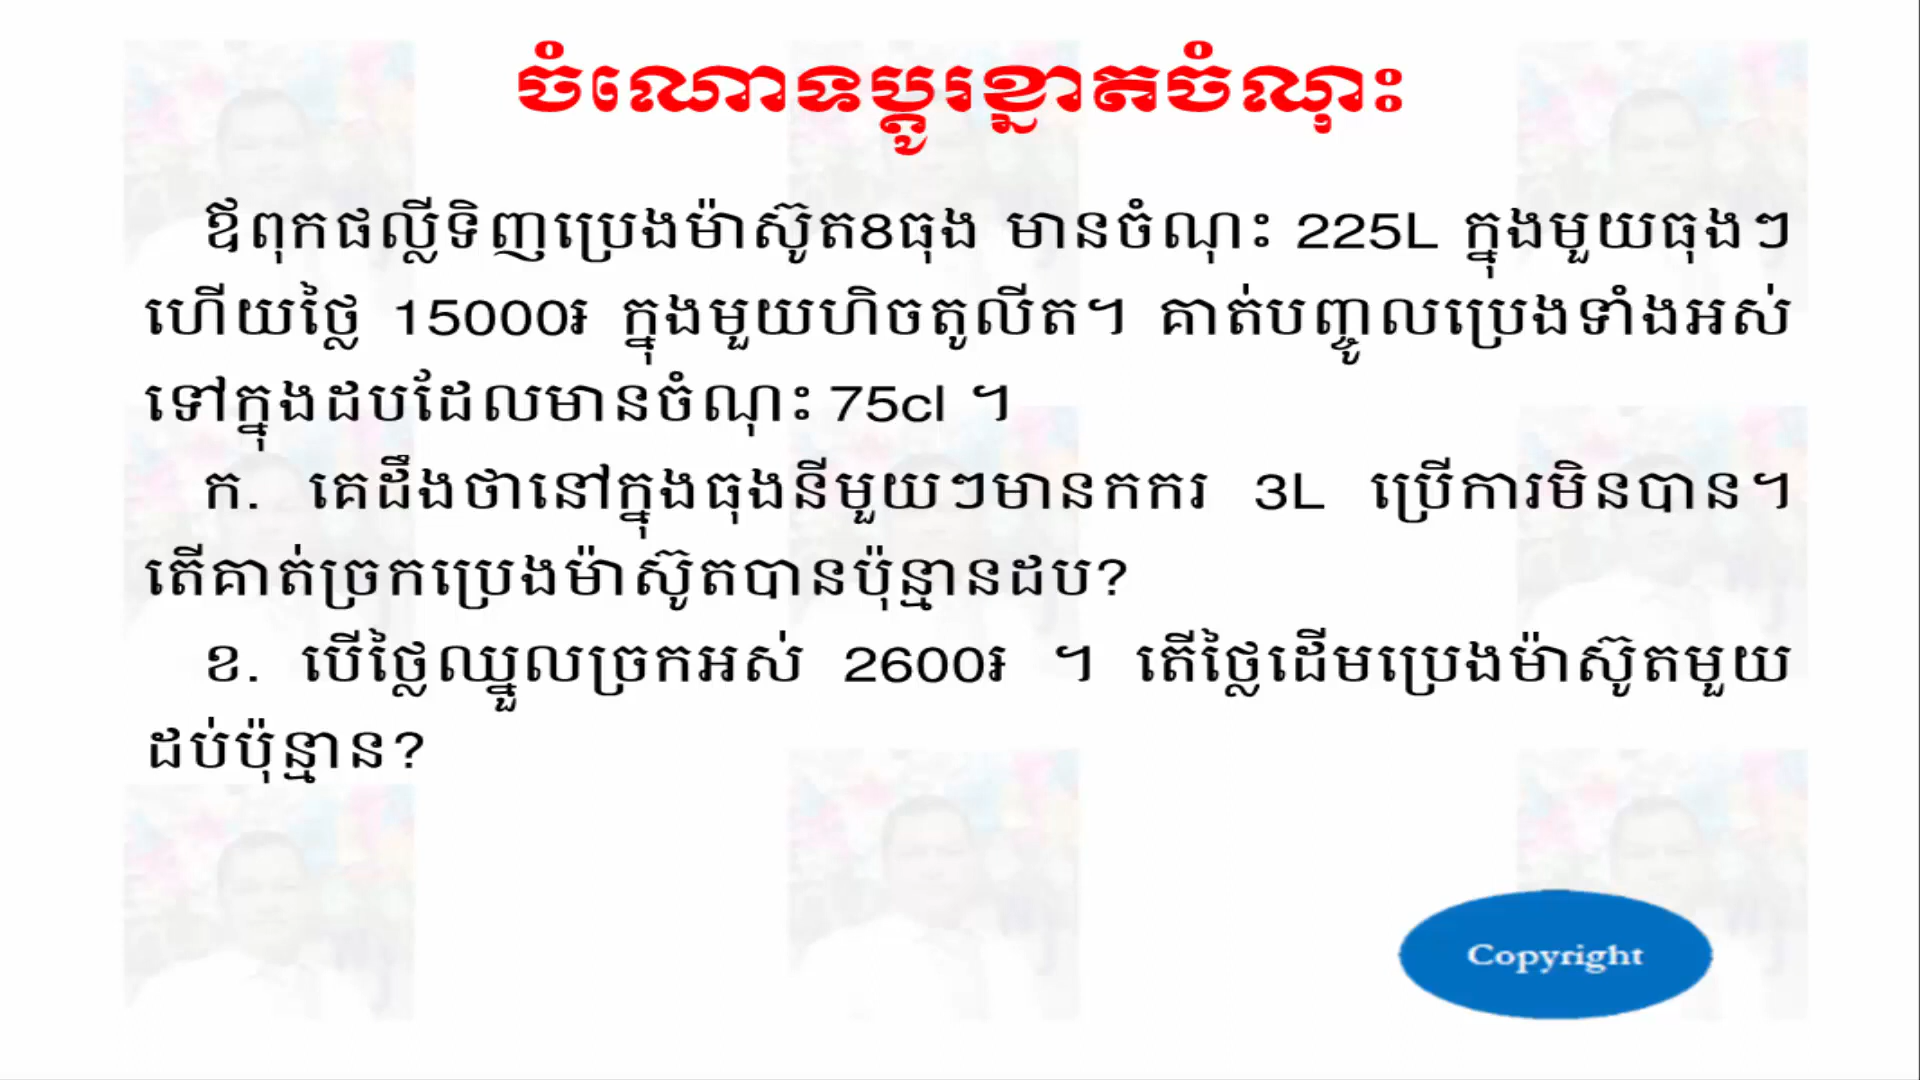 ចំណោទប្តូរខ្នាតចំណុះ
ឪពុកផល្លីទិញប្រេងម៉ាស៊ូត8ធុង មានចំណុះ 225L ក្នុងមួយធុងៗ
ហើយថ្លៃ 15000៛ ក្នុងមួយហិចតូលីត។ គាត់បញ្ចូលប្រេងទាំងអស់
ទៅក្នុងដបដែលមានចំណុះ 75cl ។
ក. គេដឹងថានៅក្នុងធុងនីមួយៗមានកករ 3L ប្រើការមិនបាន។
តើគាត់ច្រកប្រេងម៉ាស៊ូតបានប៉ុន្មានដប?
ខ. បើថ្លៃឈ្នួលច្រកអស់ 2600៛ ។ តើថ្លៃដើមប្រេងម៉ាស៊ូតមួយ
ដប់ប៉ុន្មាន?
Copyright